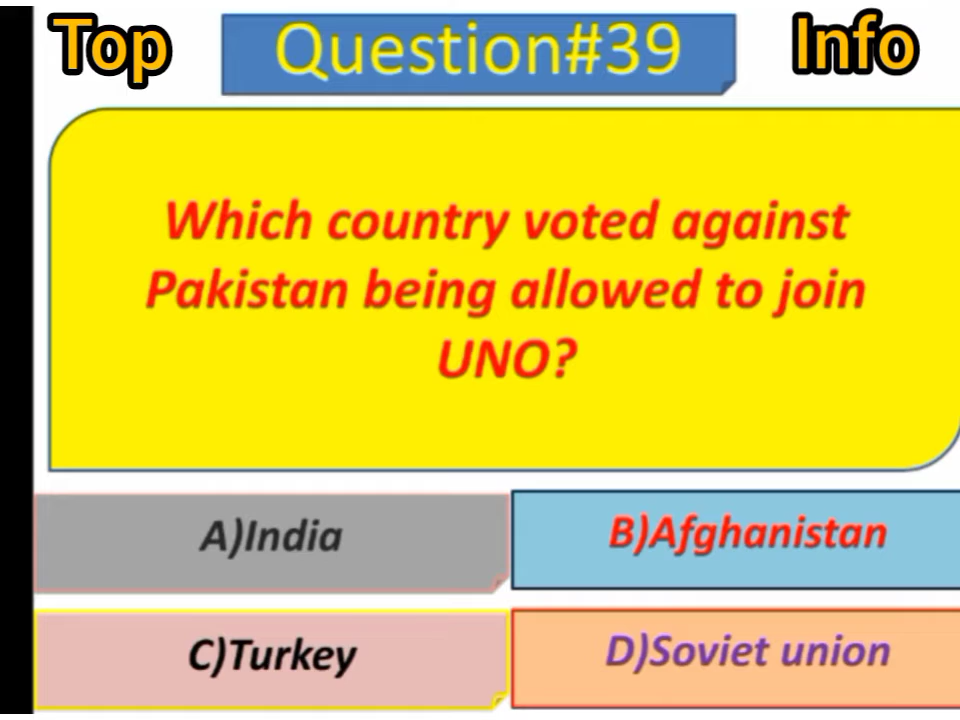 Top
Question#39
Info
Which country voted against
Pakistan being allowed to join
UNO?
A)India
B)Afghanistan
C)Turkey
D)Soviet union